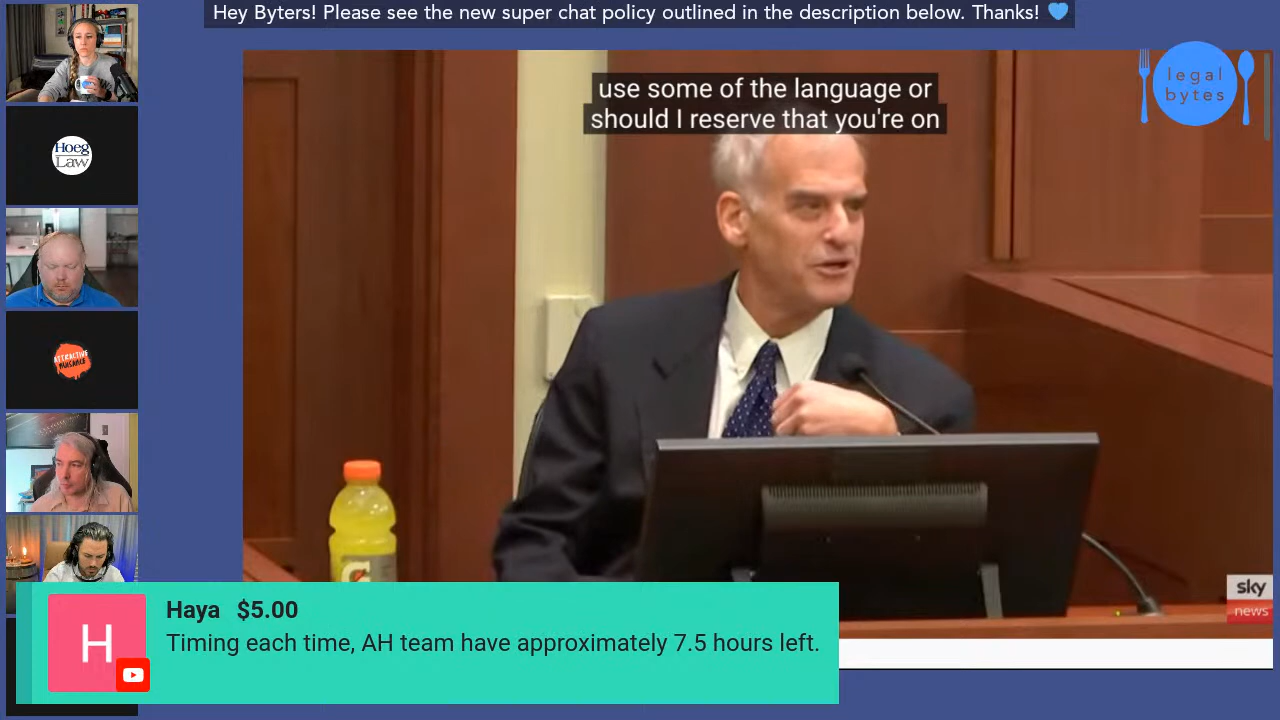 Hey Byters! Please see the new super chat policy outlined in the description below. Thanks! 💙
legal
bytes
use some of the language or
should I reserve that you're on
Hoeg
Law
ATTRACTIVE
NUISANCE
G
sky
news
H
Haya $5.00
Timing each time, AH team have approximately 7.5 hours left.